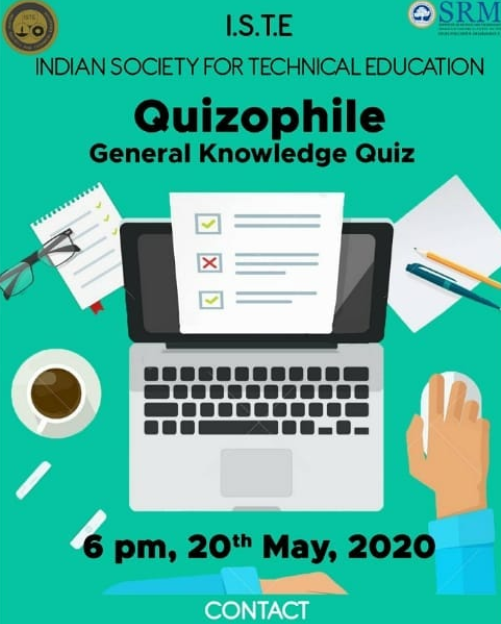 I.S.T.E
SRM
INDIAN SOCIETY FOR TECHNICAL EDUCATION
Quizophile
General Knowledge Quiz
6 pm, 20th May, 2020
CONTACT